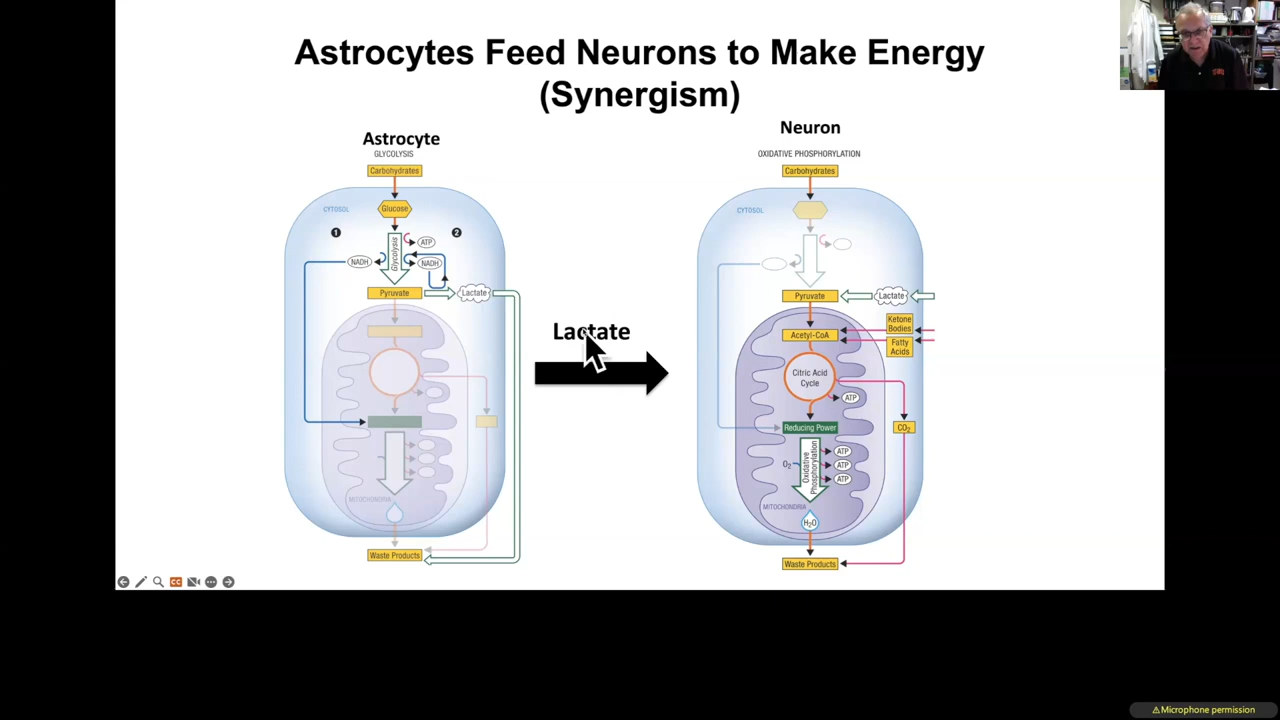 Astrocytes Feed Neurons to Make Energy
(Synergism)
Astrocyte
GLYCOLYSIS
Carbohydrates
CYTOSOL
Glucose
1
2
Glycolysis
ATP
NADH
NADH
Pyruvate
Lactate
MITOCHONDRIA
Waste Products
Lactate
Neuron
OXIDATIVE PHOSPHORYLATION
Carbohydrates
CYTOSOL
Pyruvate
Lactate
Ketone
Bodies
Acetyl-CoA
Fatty
Acids
Citric Acid
Cycle
ATP
Reducing Power
CO2
O2
Oxidative
Phosphorylation
ATP
ATP
ATP
MITOCHONDRIA
H2O
Waste Products
CC
⚠Microphone permission